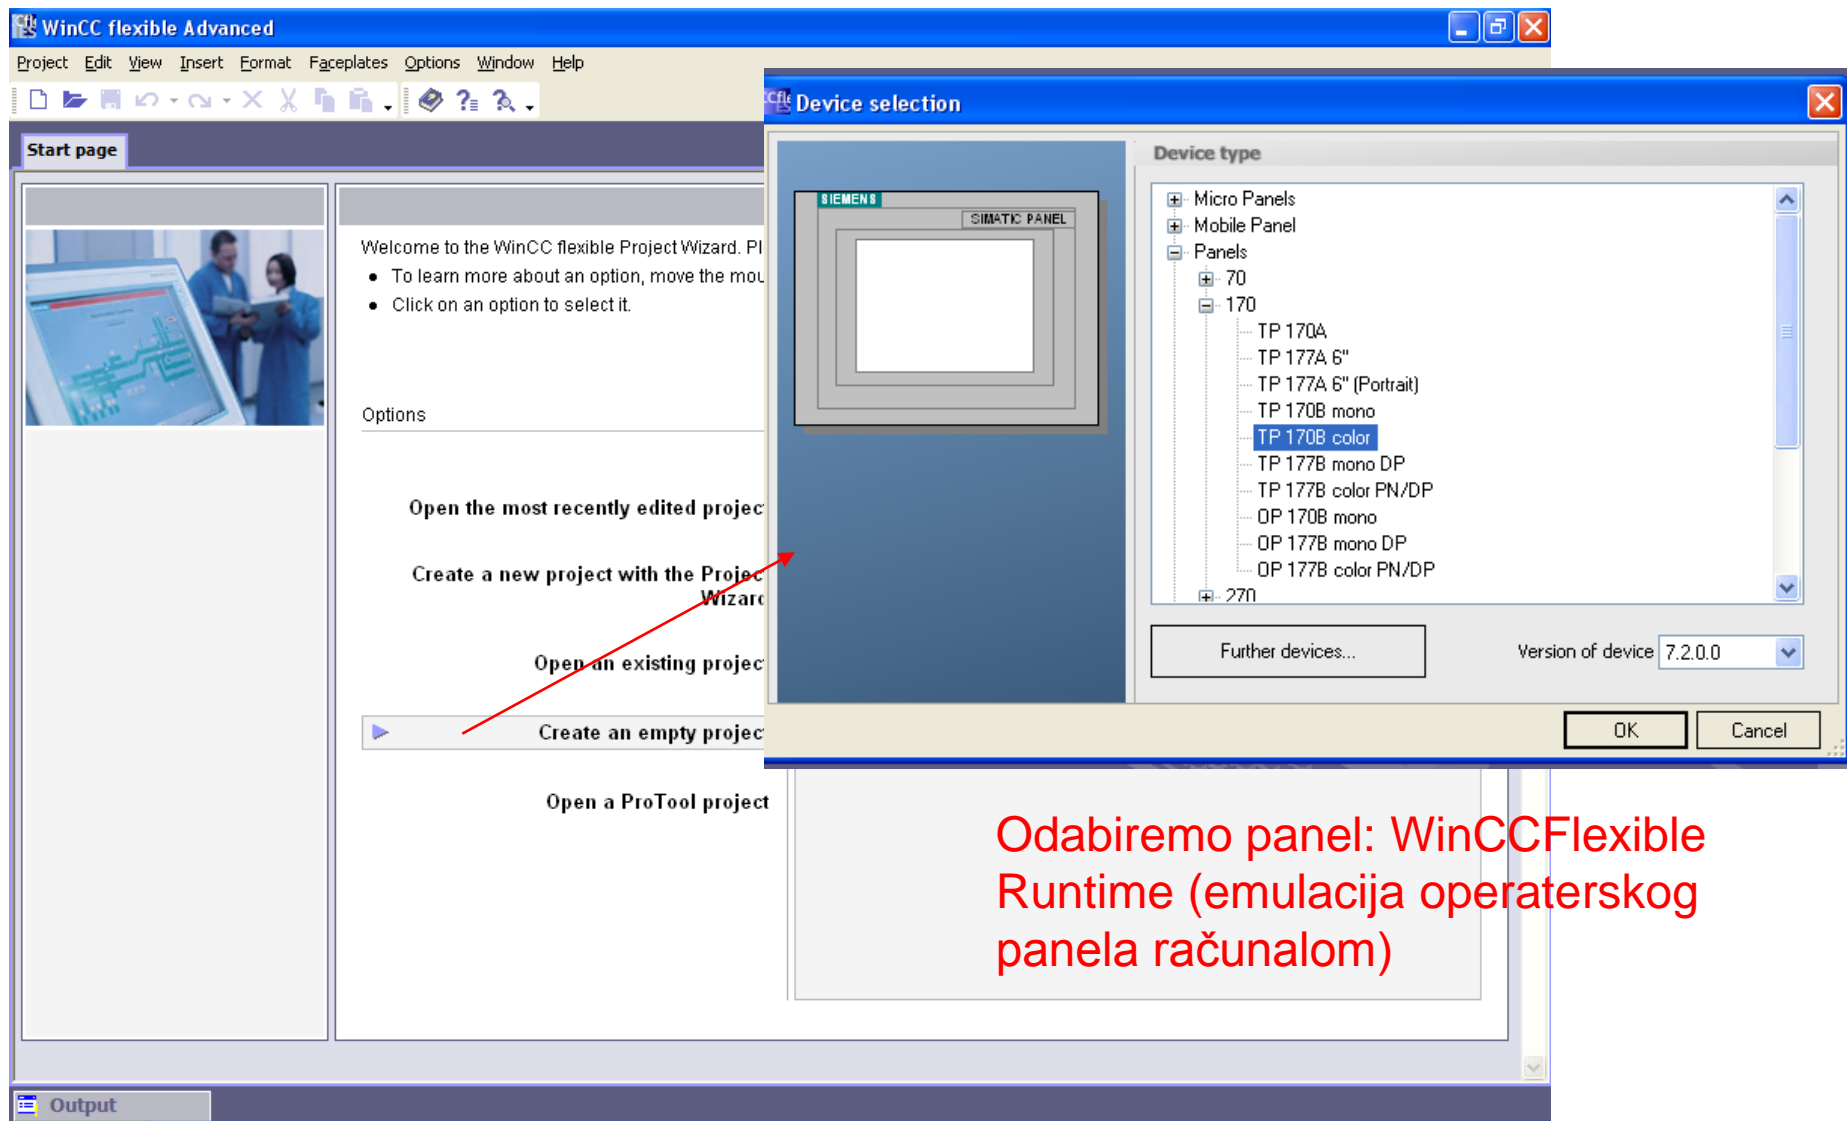 WinCC flexible Advanced
Project Edit View Insert Format Faceplates Options Window Help
Start page
Welcome to the WinCC flexible Project Wizard. Pl
To learn more about an option, move the mou
Click on an option to select it.
Options
Open the most recently edited projec
Create a new project with the Projec
Wizard
Open an existing projec
Create an empty projec
Open a ProTool project
Output
Device selection
SIEMENS
SIMATIC PANEL
Device type
Micro Panels
Mobile Panel
Panels
70
170
TP 170A
TP 177A 6"
TP 177A 6" (Portrait)
TP 170B mono
TP 170B color
TP 177B mono DP
TP 177B color PN/DP
OP 170B mono
OP 177B mono DP
OP 177B color PN/DP
270
Further devices...
Version of device 7.2.0.0
OK Cancel
Odabiremo panel: WinCCFlexible
Runtime (emulacija operaterskog
panela računalom)